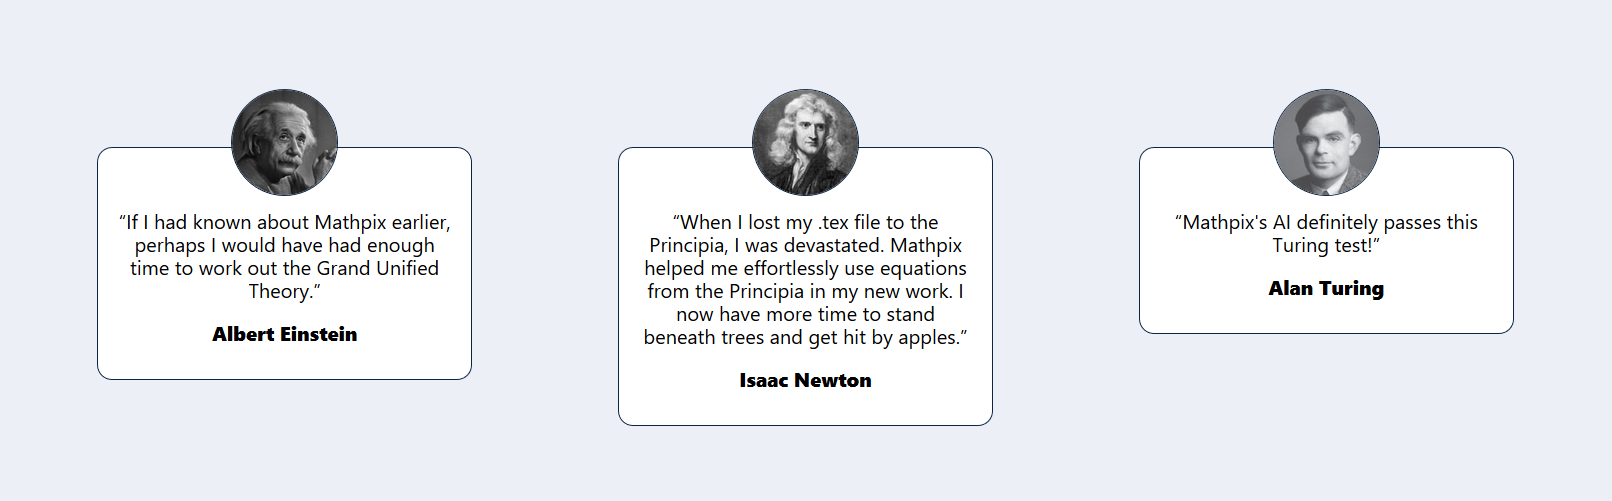 “If I had known about Mathpix earlier,
perhaps I would have had enough
time to work out the Grand Unified
Theory.”
Albert Einstein
“When I lost my .tex file to the
Principia, I was devastated. Mathpix
helped me effortlessly use equations
from the Principia in my new work. I
now have more time to stand
beneath trees and get hit by apples.”
Isaac Newton
“Mathpix's AI definitely passes this
Turing test!”
Alan Turing